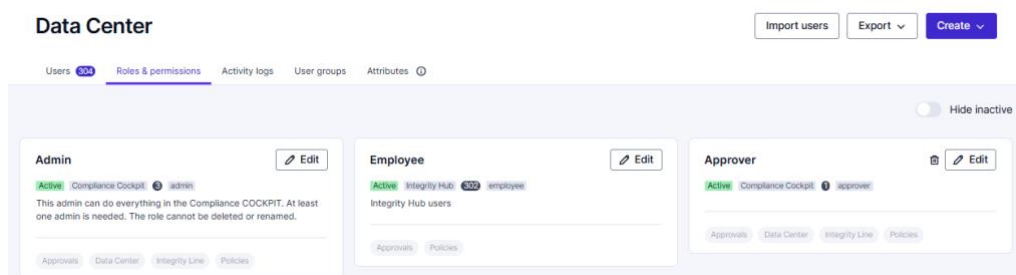 Data Center
Import users
Export
Create
Users 304
Roles & permissions
Activity logs
User groups
Attributes
Hide inactive
Admin
Edit
Active Compliance Cockpit 3 admin
This admin can do everything in the Compliance COCKPIT. At least
one admin is needed. The role cannot be deleted or renamed.
Approvals Data Center Integrity Line Policies
Employee
Edit
Active Integrity Hub 302 employee
Integrity Hub users
Approvals Policies
Approver
Edit
Active Compliance Cockpit 1 approver
Approvals Data Center Integrity Line Policies